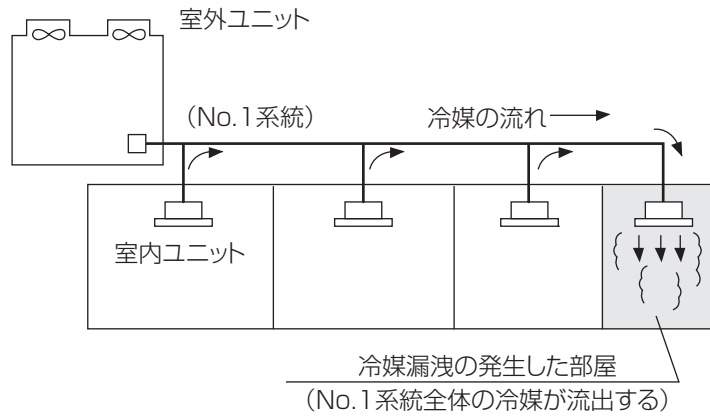 室外ユニット
(No.1系統)
冷媒の流れ
室内ユニット
冷媒漏洩の発生した部屋
(No.1系統全体の冷媒が流出する)